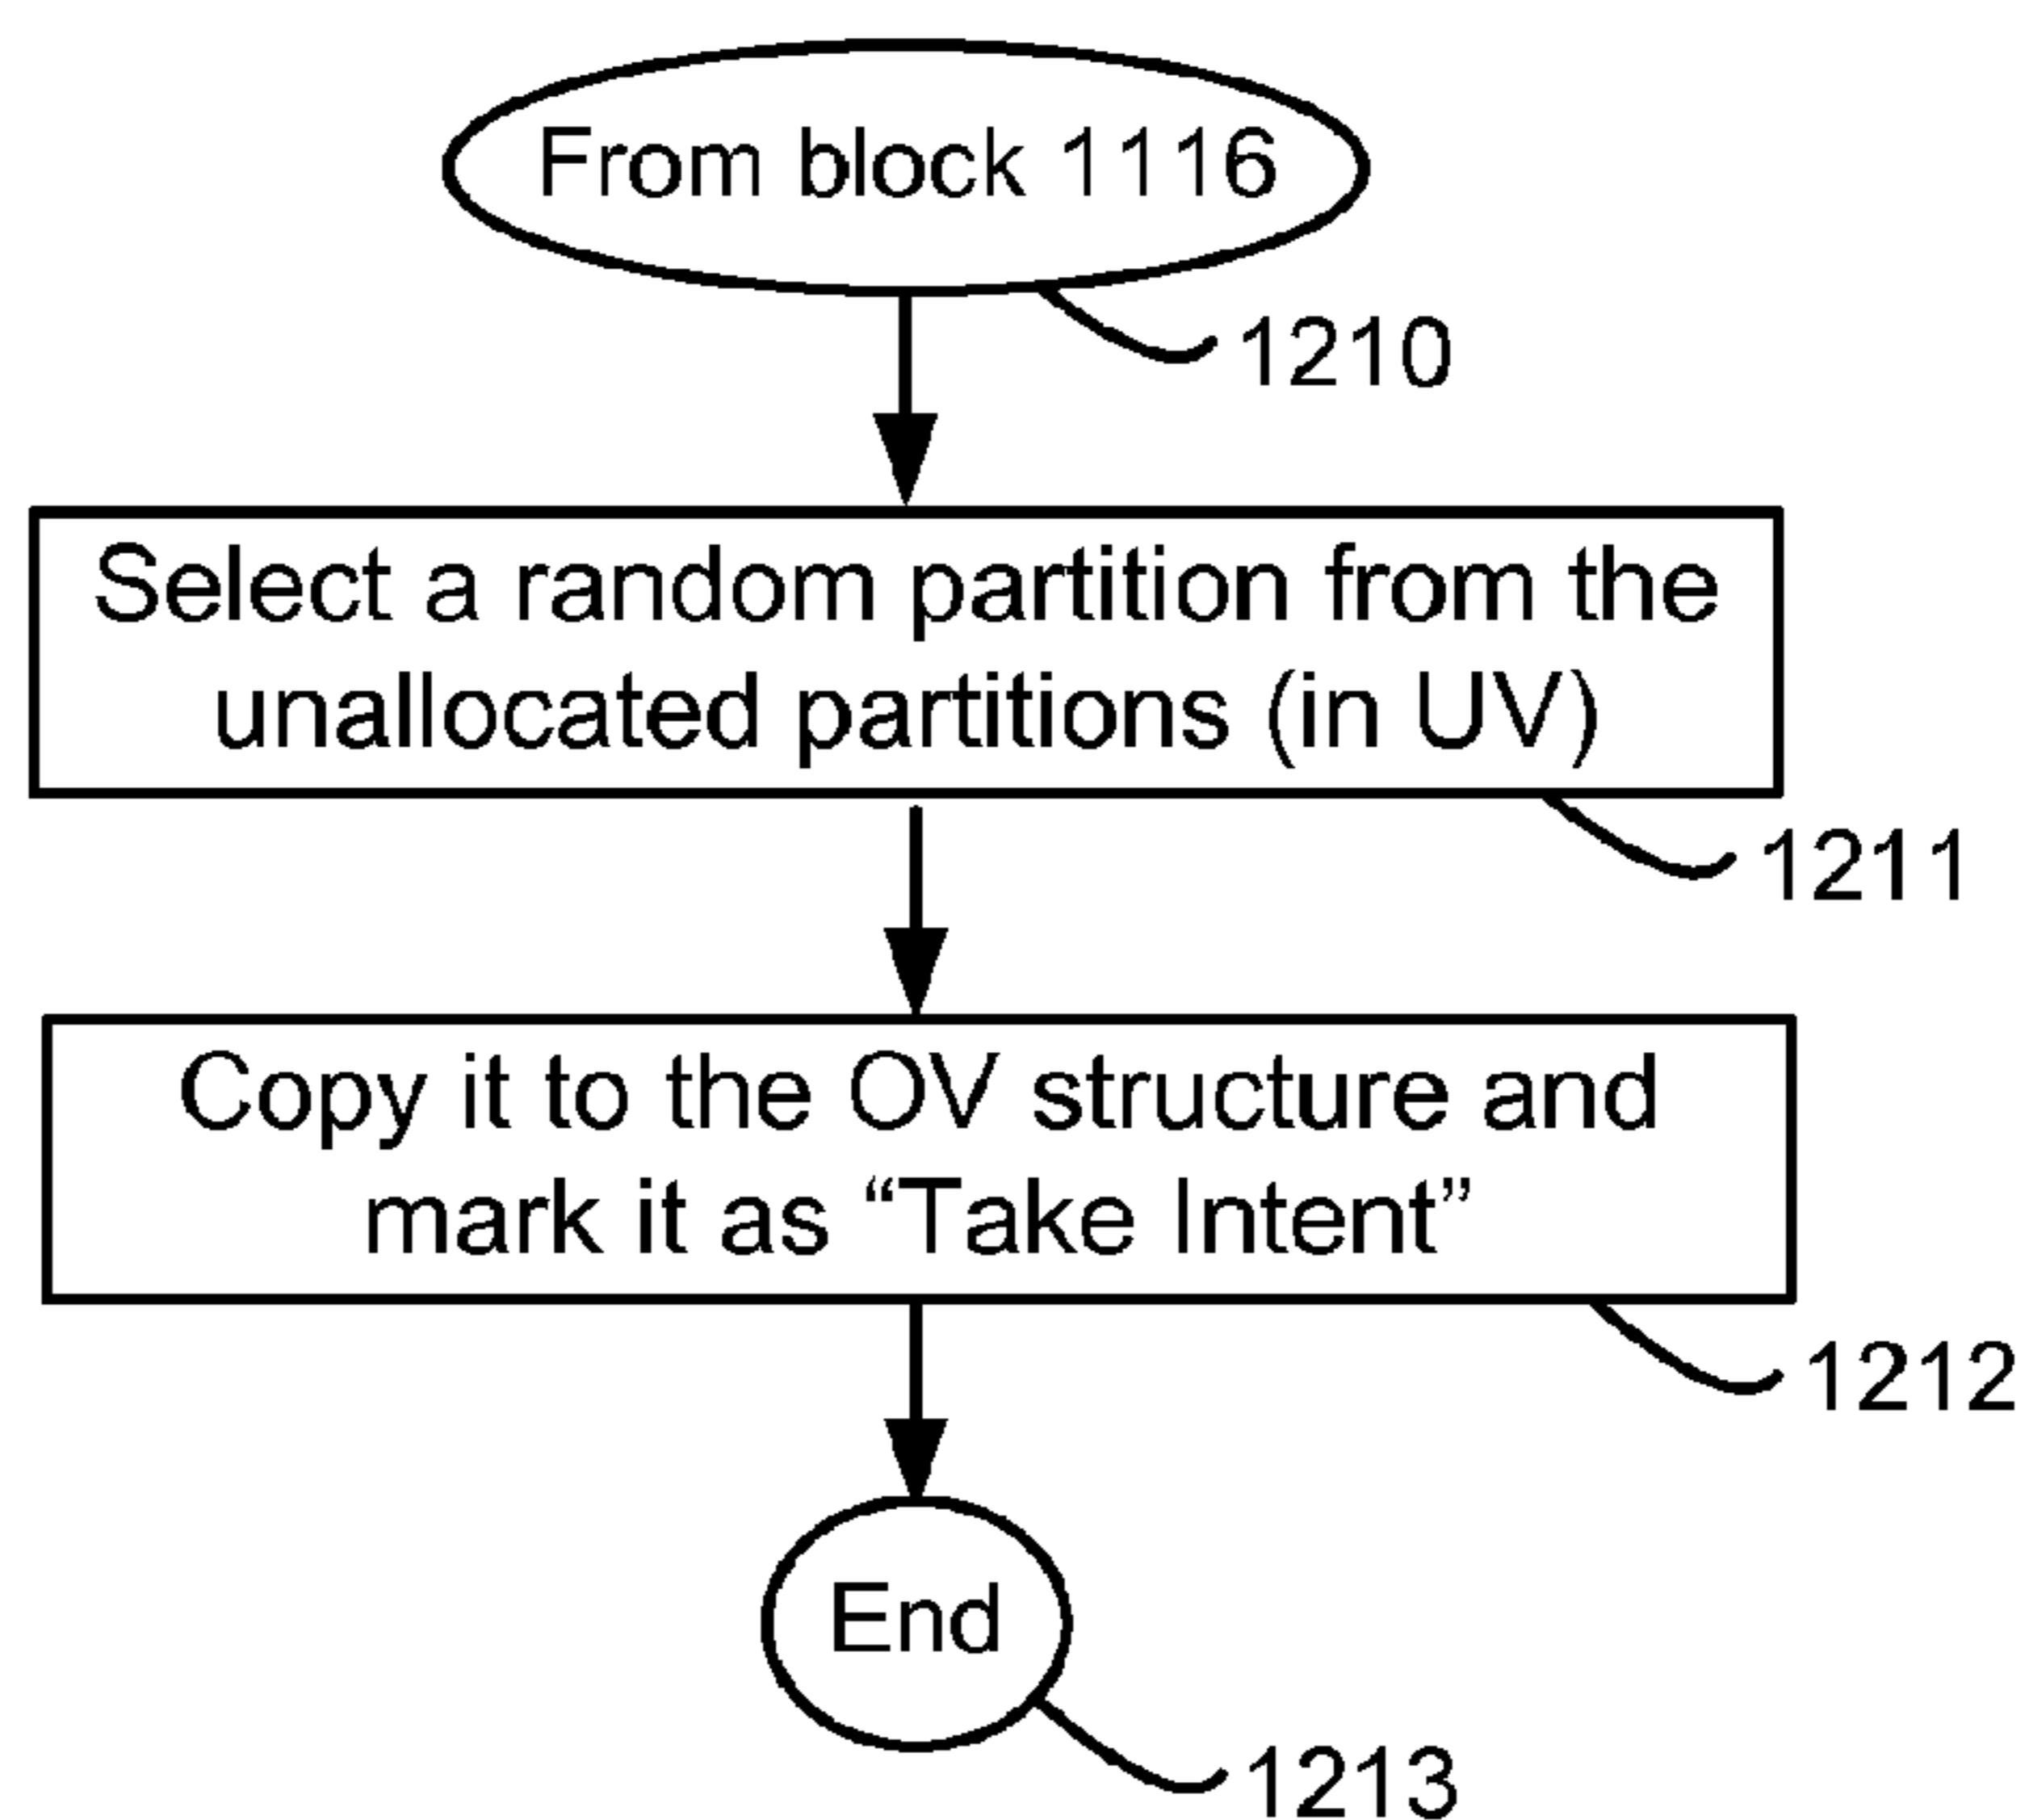 From block 1116
1210
Select a random partition from the
unallocated partitions (in UV)
1211
Copy it to the OV structure and
mark it as “Take Intent”
1212
End
1213